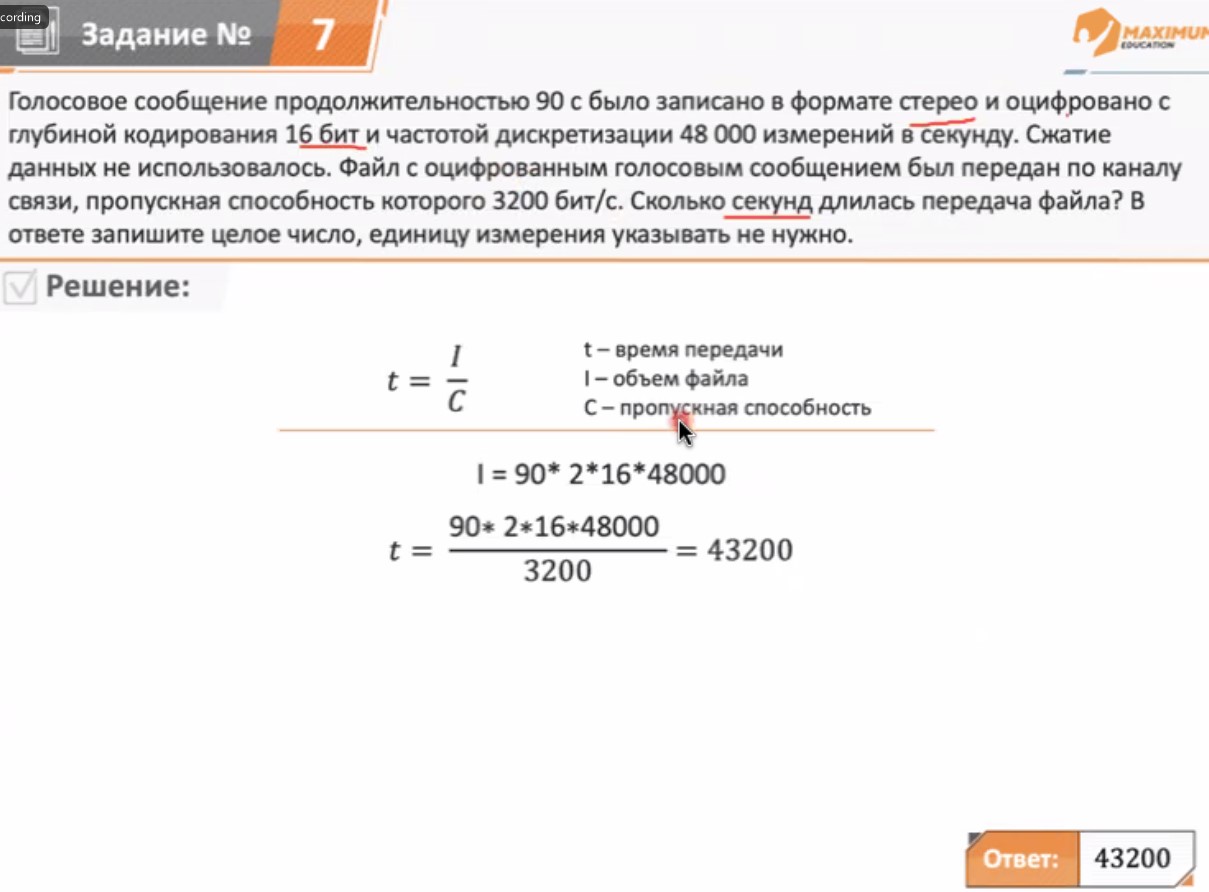 cording
Задание №
7
MAXIMUM
EDUCATION
Голосовое сообщение продолжительностью 90 с было записано в формате стерео и оцифровано с
глубиной кодирования 16 бит и частотой дискретизации 48 000 измерений в секунду. Сжатие
данных не использовалось. Файл с оцифрованным голосовым сообщением был передан по каналу
связи, пропускная способность которого 3200 бит/с. Сколько секунд длилась передача файла? В
ответе запишите целое число, единицу измерения указывать не нужно.
Решение:
t = I/C
t – время передачи
I – объем файла
C – пропускная способность
I = 90* 2*16*48000
t = 90* 2*16*48000 / 3200 = 43200
Ответ:
43200